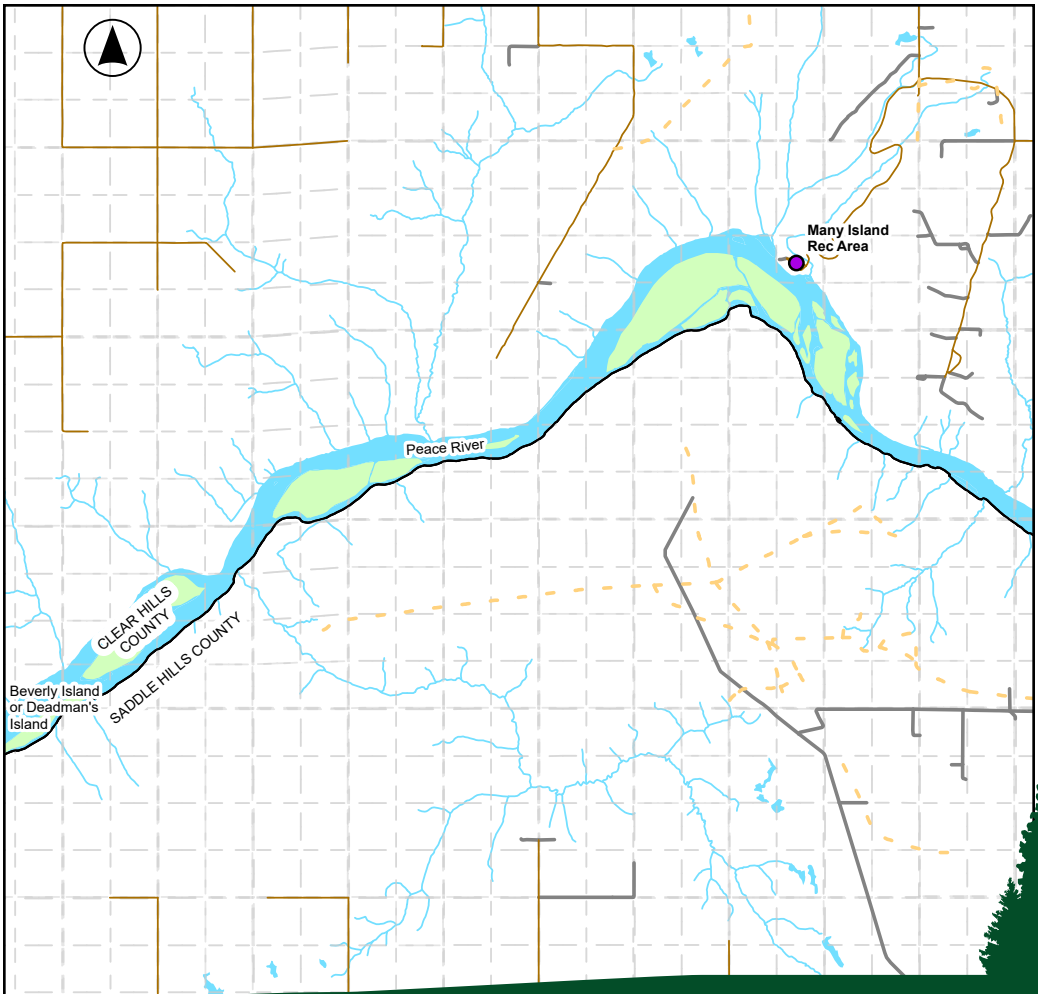 Many Island
Rec Area
Peace River
CLEAR HILLS
COUNTY
SADDLE HILLS COUNTY
Beverly Island
or Deadman's
Island